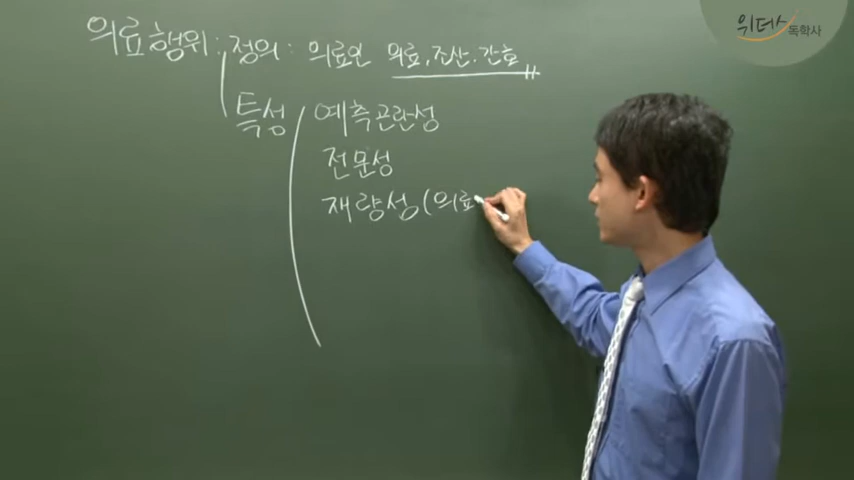 위더스 독학사
의료행위 : 정의 : 의료인 의료, 조산·간호
특성 예측곤란성
전문성
재량성(의료